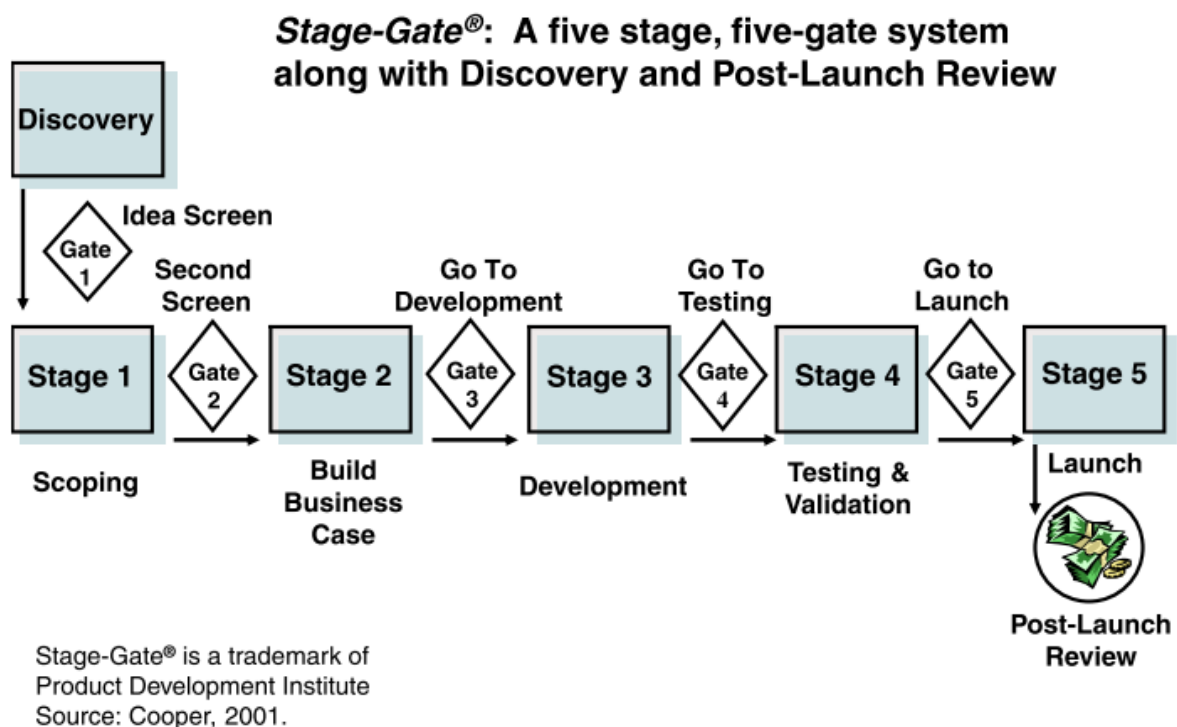 Stage-Gate®: A five stage, five-gate system
along with Discovery and Post-Launch Review
Discovery
Idea Screen
Gate
1
Second
Screen
Go To
Development
Go To
Testing
Go to
Launch
Stage 1
Gate
2
Stage 2
Gate
3
Stage 3
Gate
4
Stage 4
Gate
5
Stage 5
Scoping
Build
Business
Case
Development
Testing &
Validation
Launch
Post-Launch
Review
Stage-Gate® is a trademark of
Product Development Institute
Source: Cooper, 2001.